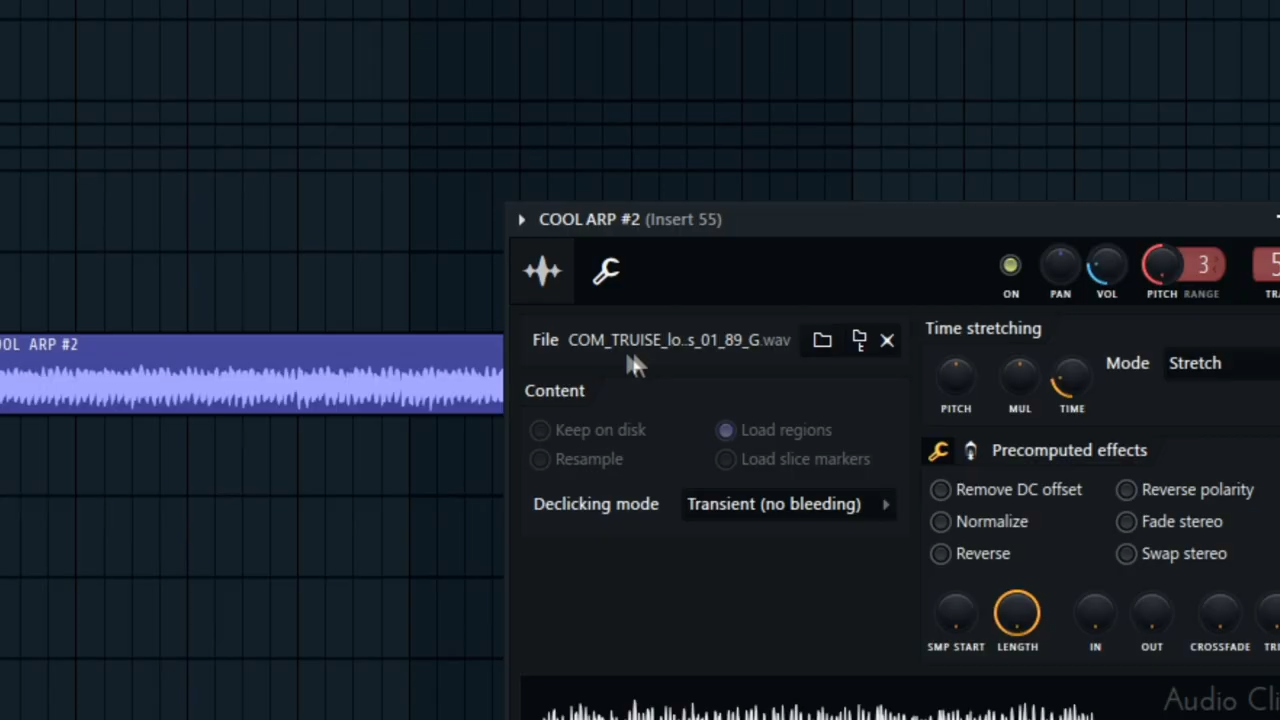 COOL ARP #2 (Insert 55)
ON PAN VOL PITCH RANGE
3
File COM_TRUISE_lo..s_01_89_G.wav
Time stretching
OOL ARP #2
Mode Stretch
PITCH MUL TIME
Content
Keep on disk Load regions
Resample Load slice markers
Precomputed effects
Remove DC offset Reverse polarity
Declicking mode Transient (no bleeding)
Normalize Fade stereo
Reverse Swap stereo
SMP START LENGTH IN OUT CROSSFADE
Audio Cli